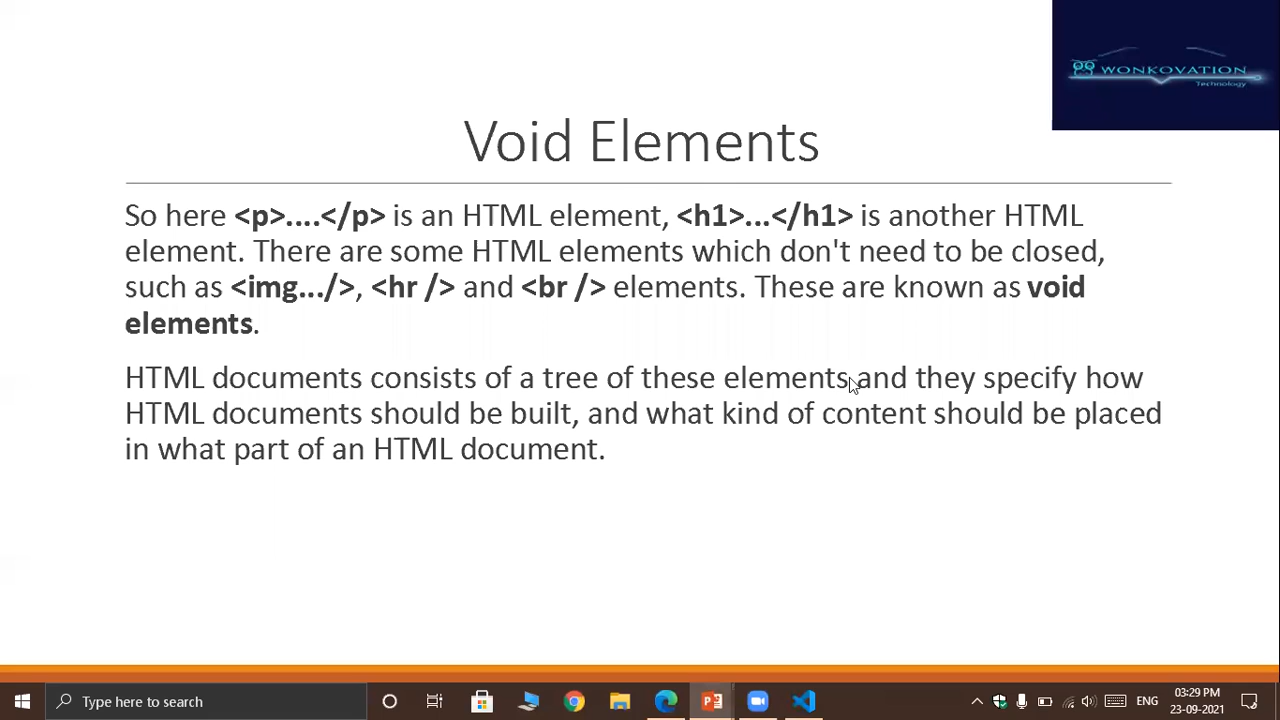 WONKOVATION
Technology
Void Elements
So here <p>....</p> is an HTML element, <h1>...</h1> is another HTML
element. There are some HTML elements which don't need to be closed,
such as <img.../>, <hr /> and <br /> elements. These are known as void
elements.
HTML documents consists of a tree of these elements and they specify how
HTML documents should be built, and what kind of content should be placed
in what part of an HTML document.
Type here to search
ENG
03:29 PM
23-09-2021